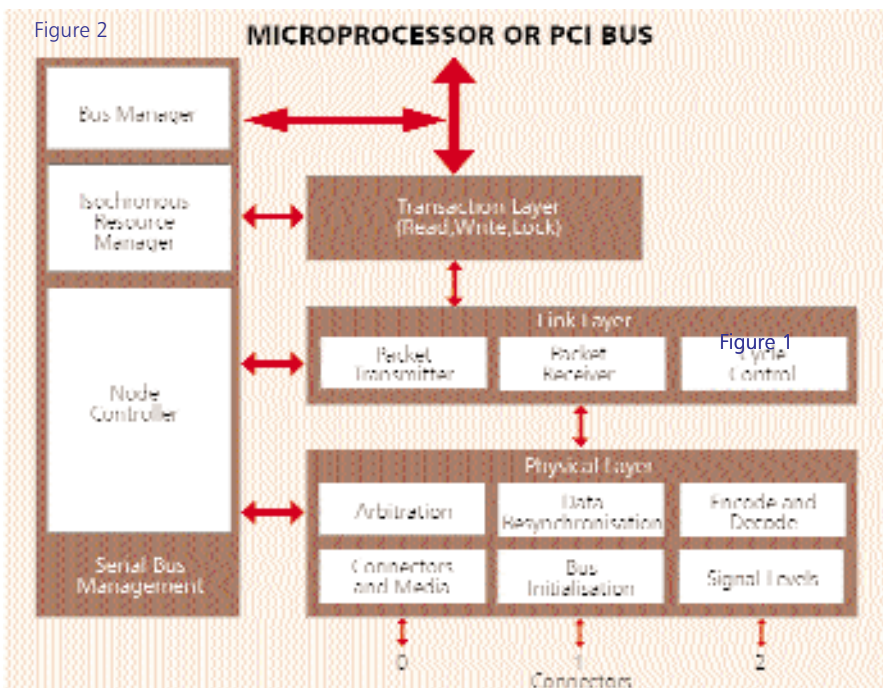 Figure 2
MICROPROCESSOR OR PCI BUS
Bus Manager
Isochronous
Resource
Manager
Node
Controller
Serial Bus
Management
Transaction Layer
(Read,Write,Lock)
Link Layer
Figure 1
Packet
Transmitter
Packet
Receiver
Cycle
Control
Physical Layer
Arbitration
Data
Resynchronisation
Encode and
Decode
Connectors
and Media
Bus
Initialisation
Signal Levels
0
1
2
Connectors